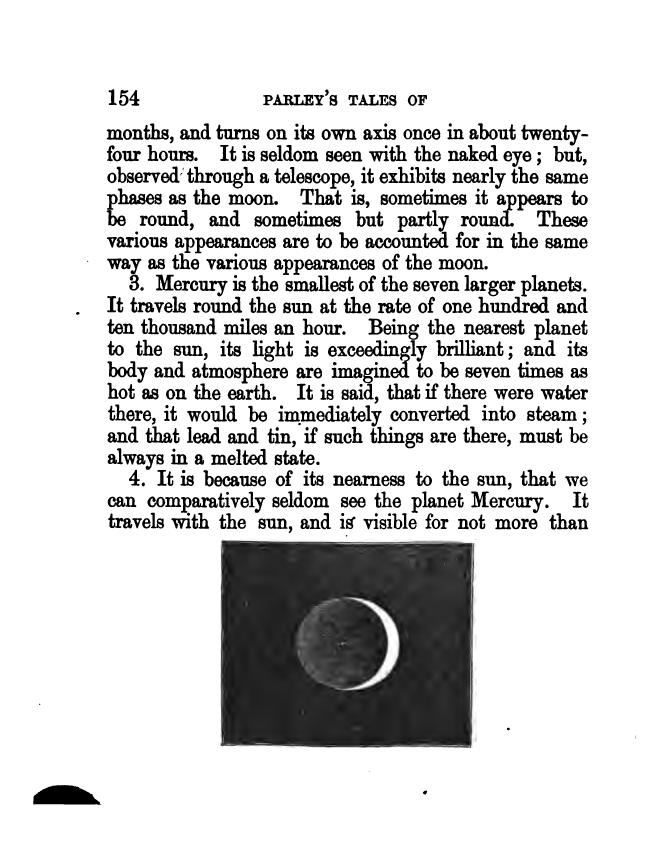 154 PARLEY'S TALES OF
months, and turns on its own axis once in about twenty-
four hours. It is seldom seen with the naked eye; but,
observed through a telescope, it exhibits nearly the same
phases as the moon. That is, sometimes it appears to
be round, and sometimes but partly round. These
various appearances are to be accounted for in the same
way as the various appearances of the moon.
3. Mercury is the smallest of the seven larger planets.
It travels round the sun at the rate of one hundred and
ten thousand miles an hour. Being the nearest planet
to the sun, its light is exceedingly brilliant; and its
body and atmosphere are imagined to be seven times as
hot as on the earth. It is said, that if there were water
there, it would be immediately converted into steam;
and that lead and tin, if such things are there, must be
always in a melted state.
4. It is because of its nearness to the sun, that we
can comparatively seldom see the planet Mercury. It
travels with the sun, and is visible for not more than